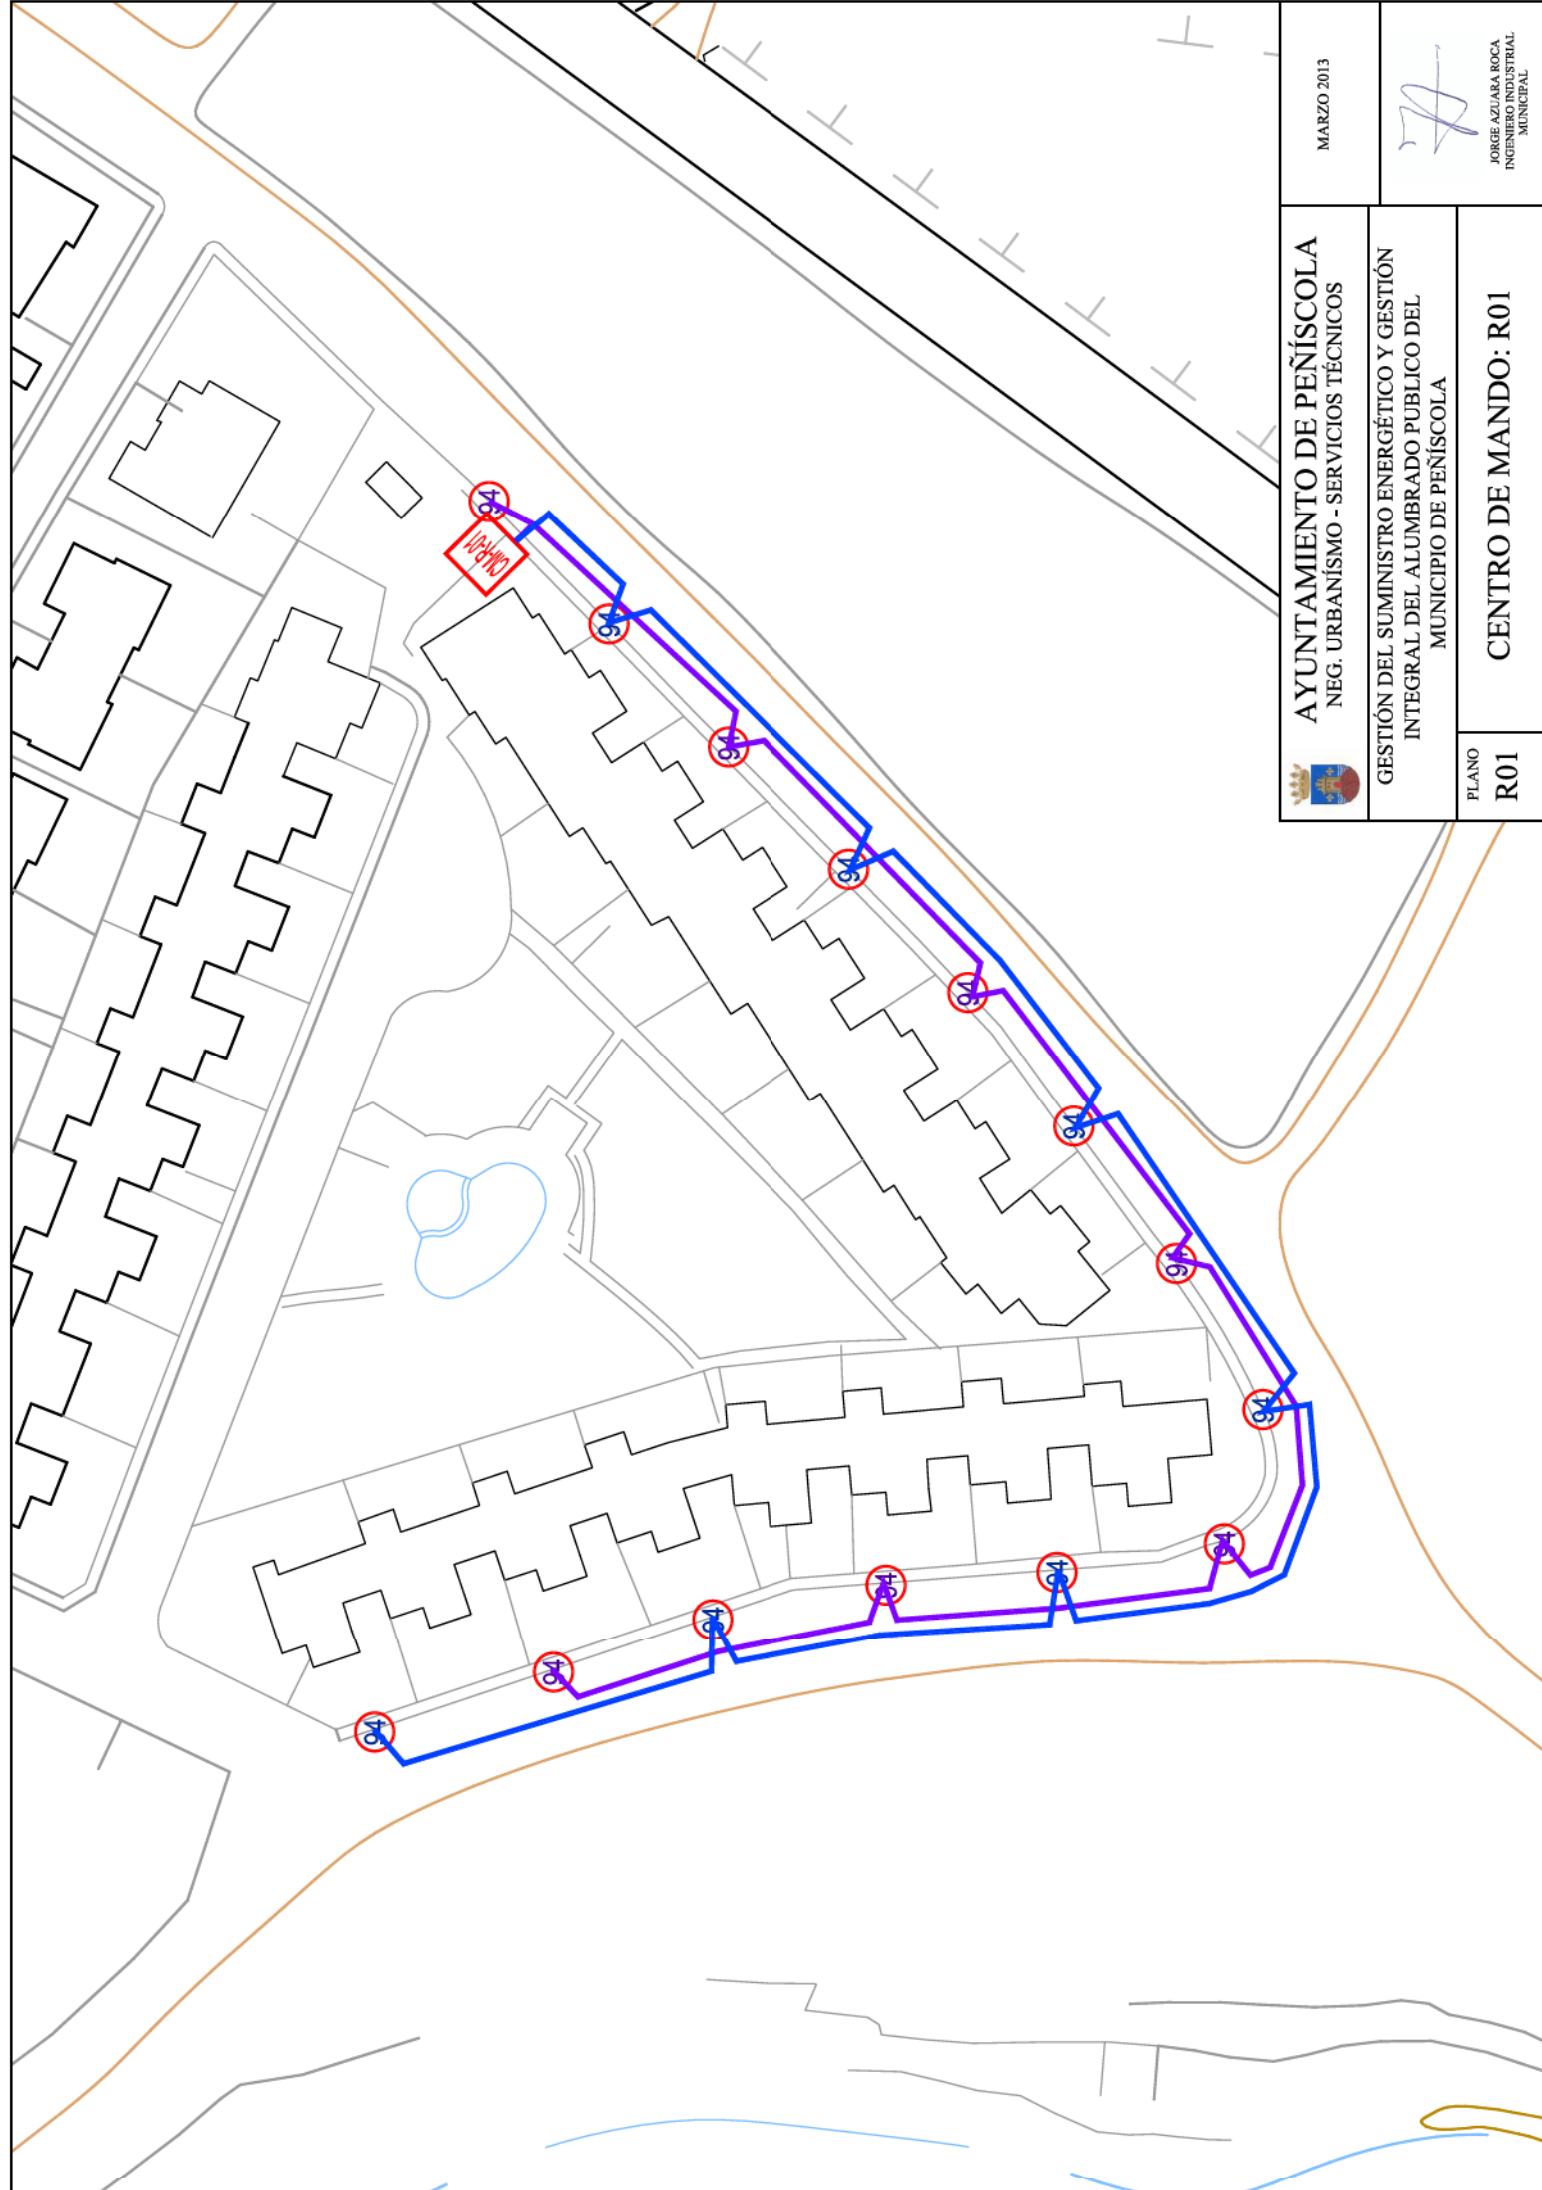 AYUNTAMIENTO DE PEÑÍSCOLA
NEG. URBANÍSMO - SERVICIOS TÉCNICOS
MARZO 2013
GESTIÓN DEL SUMINISTRO ENERGÉTICO Y GESTIÓN
INTEGRAL DEL ALUMBRADO PUBLICO DEL
MUNICIPIO DE PEÑÍSCOLA
JORGE AZUARA ROCA
INGENIERO INDUSTRIAL
MUNICIPAL
PLANO
R01
CENTRO DE MANDO: R01
CM-R-01
94
94
94
94
94
94
94
94
94
94
94
94
94
94